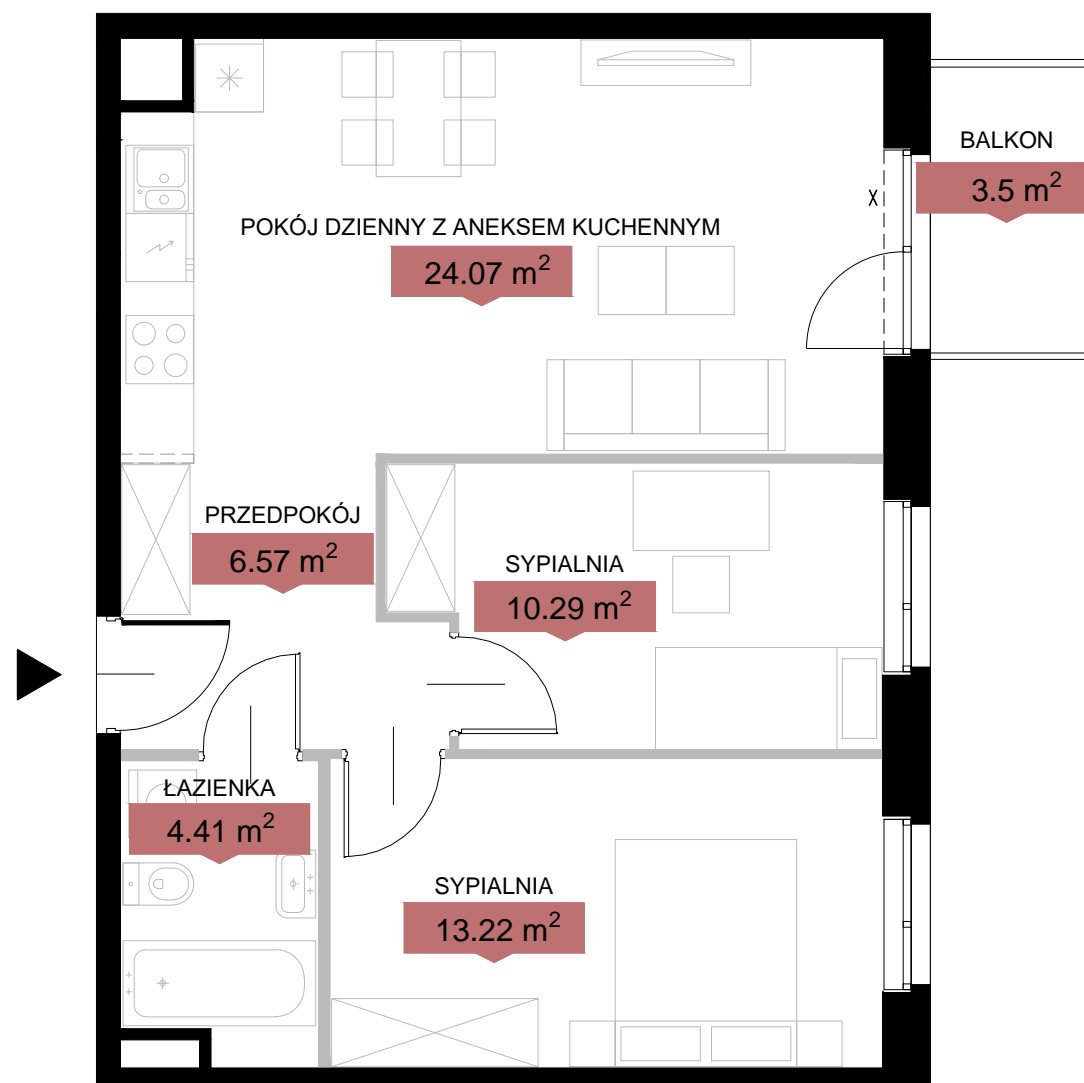 BALKON
3.5 m²
POKÓJ DZIENNY Z ANEKSEM KUCHENNYM
24.07 m²
PRZEDPOKÓJ
6.57 m²
SYPIALNIA
10.29 m²
ŁAZIENKA
4.41 m²
SYPIALNIA
13.22 m²